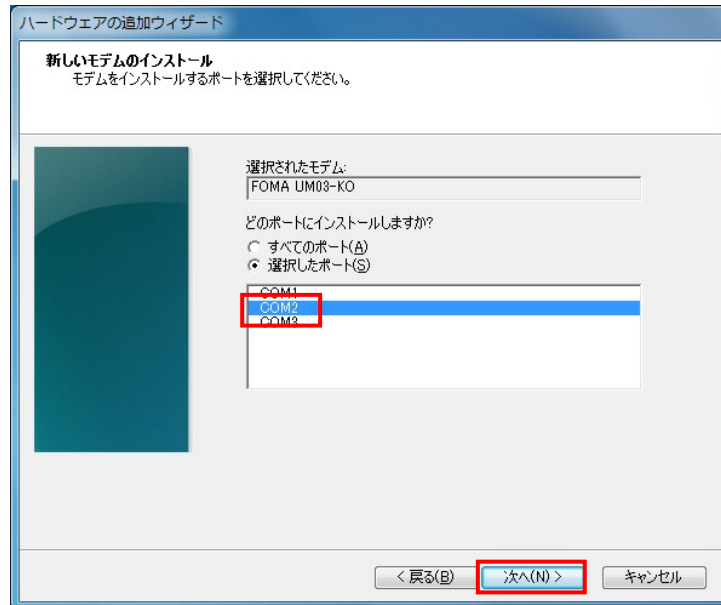 ハードウェアの追加ウィザード
新しいモデムのインストール
モデムをインストールするポートを選択してください。
選択されたモデム:
FOMA UM03-KO
どのポートにインストールしますか?
すべてのポート(A)
選択したポート(S)
COM1
COM2
COM3
< 戻る(B)
次へ(N) >
キャンセル